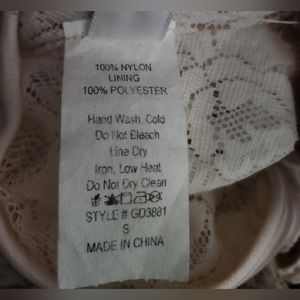 100% NYLON
LINING
100% POLYESTER
Hand Wash, Cold
Do Not Bleach
Line Dry
Iron, Low Heat
Do Not Dry Clean
STYLE # GD3881
S
MADE IN CHINA